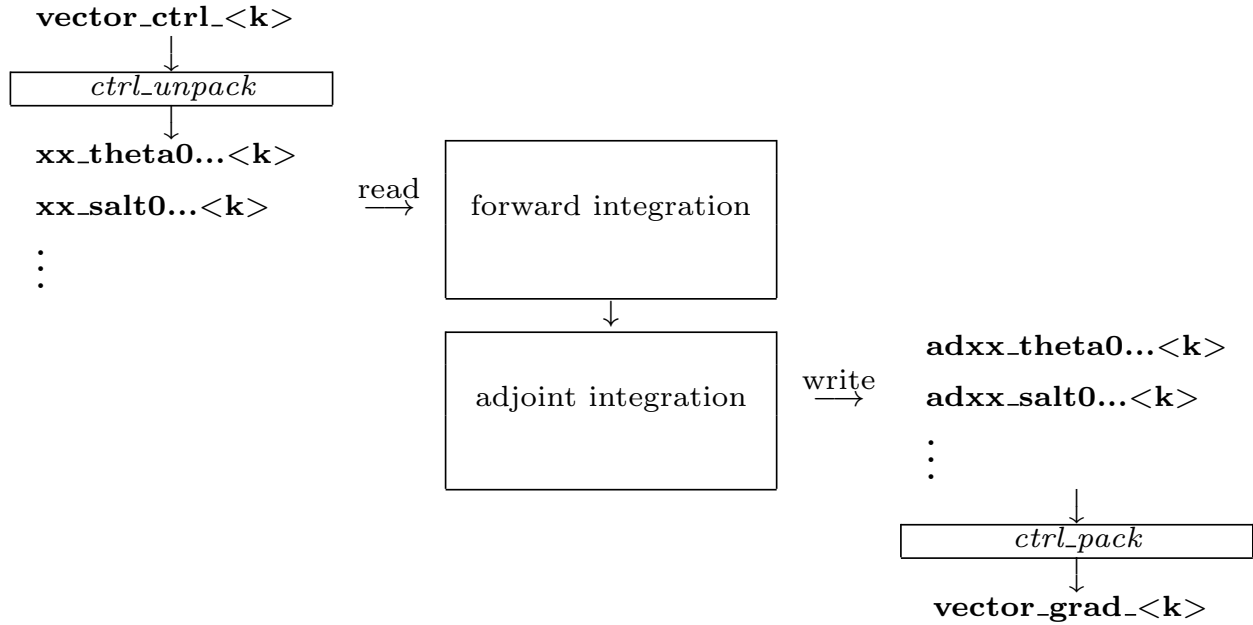 vector_ctrl_<k>
ctrl_unpack
xx_theta0...<k>
xx_salt0...<k>
⋮
read
⟶
forward integration
adjoint integration
write
⟶
adxx_theta0...<k>
adxx_salt0...<k>
⋮
ctrl_pack
vector_grad_<k>